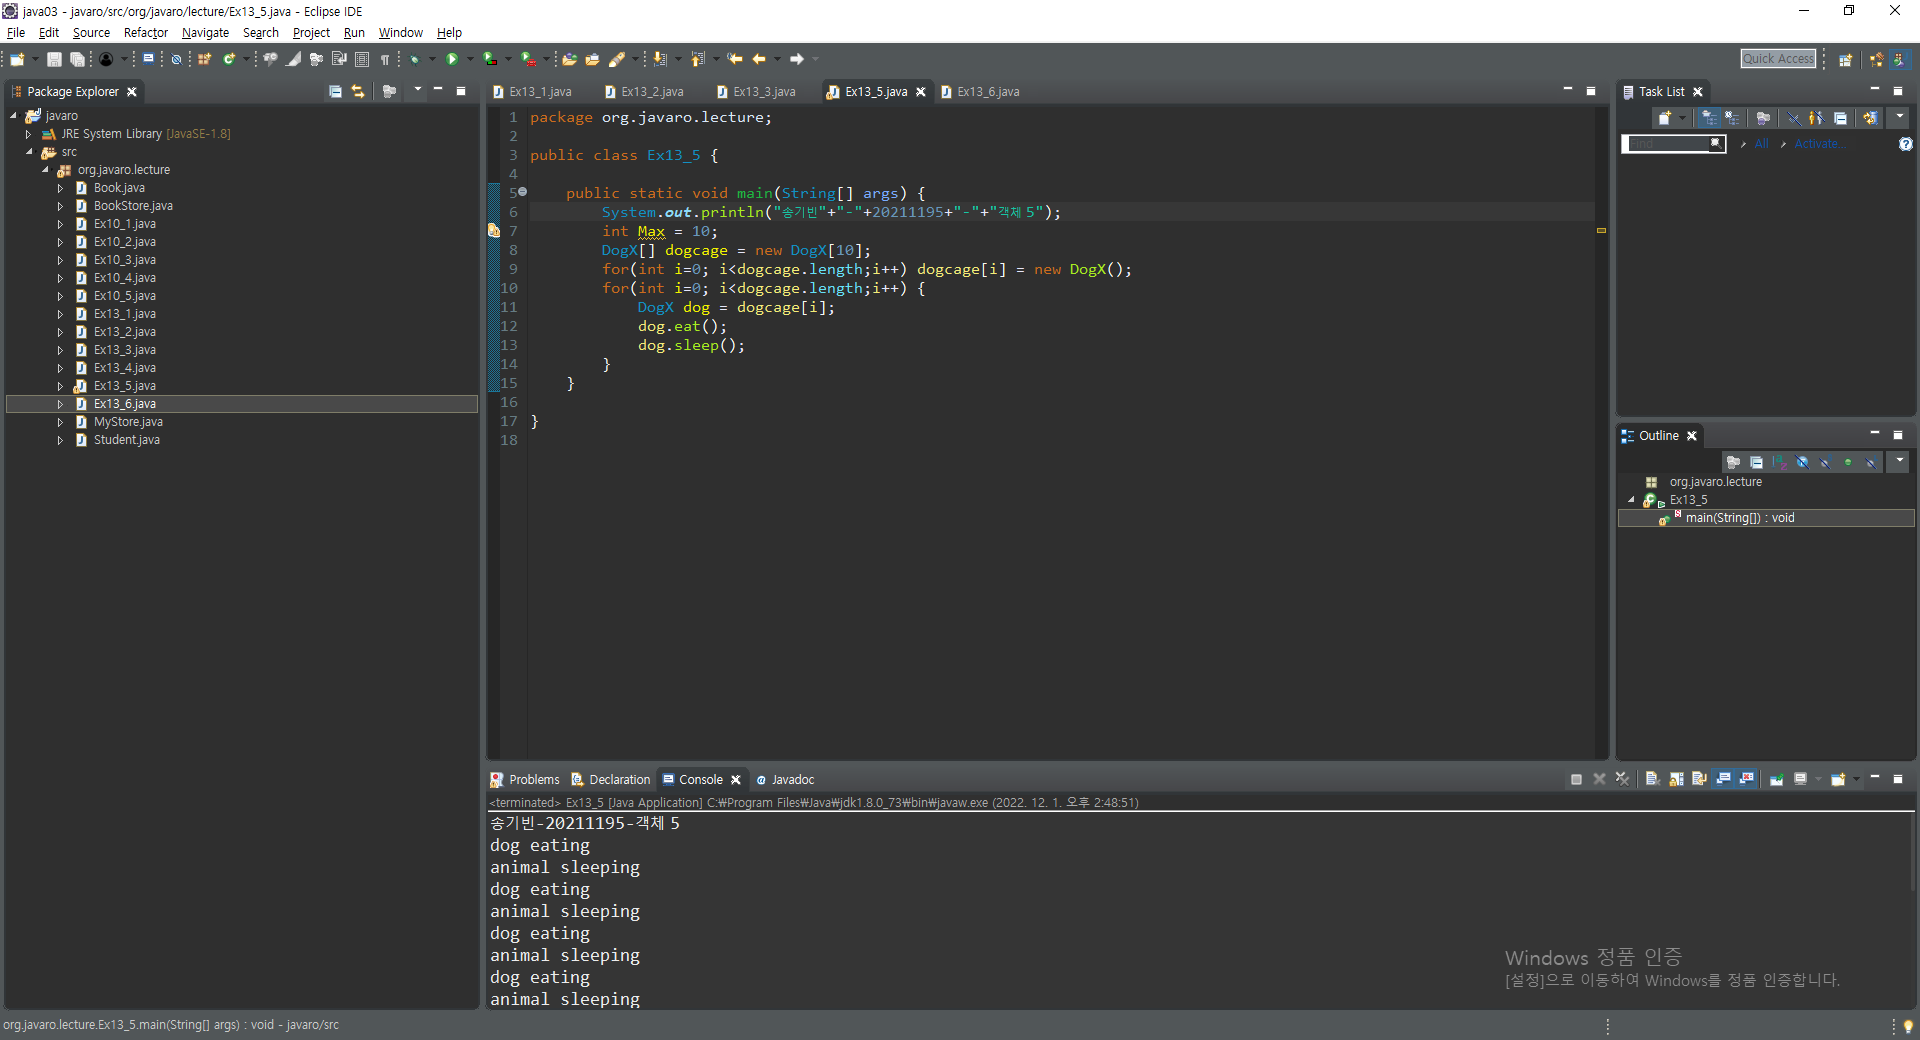 java03 - javaro/src/org/javaro/lecture/Ex13_5.java - Eclipse IDE
File Edit Source Refactor Navigate Search Project Run Window Help
Quick Access
Package Explorer
javaro
JRE System Library [JavaSE-1.8]
src
org.javaro.lecture
Book.java
BookStore.java
Ex10_1.java
Ex10_2.java
Ex10_3.java
Ex10_4.java
Ex10_5.java
Ex13_1.java
Ex13_2.java
Ex13_3.java
Ex13_4.java
Ex13_5.java
Ex13_6.java
MyStore.java
Student.java
Ex13_1.java Ex13_2.java Ex13_3.java Ex13_5.java Ex13_6.java
1 package org.javaro.lecture;
2
3 public class Ex13_5 {
4
5 public static void main(String[] args) {
6 System.out.println("송기빈"+"-"+20211195+"-"+"객체 5");
7 int Max = 10;
8 DogX[] dogcage = new DogX[10];
9 for(int i=0; i<dogcage.length;i++) dogcage[i] = new DogX();
10 for(int i=0; i<dogcage.length;i++) {
11 DogX dog = dogcage[i];
12 dog.eat();
13 dog.sleep();
14 }
15 }
16
17 }
18
Task List
Find All Activate...
Outline
org.javaro.lecture
Ex13_5
main(String[]) : void
Problems Declaration Console Javadoc
<terminated> Ex13_5 [Java Application] C:₩Program Files₩Java₩jdk1.8.0_73₩bin₩javaw.exe (2022. 12. 1. 오후 2:48:51)
송기빈-20211195-객체 5
dog eating
animal sleeping
dog eating
animal sleeping
dog eating
animal sleeping
dog eating
animal sleeping
Windows 정품 인증
[설정]으로 이동하여 Windows를 정품 인증합니다.
org.javaro.lecture.Ex13_5.main(String[] args) : void - javaro/src